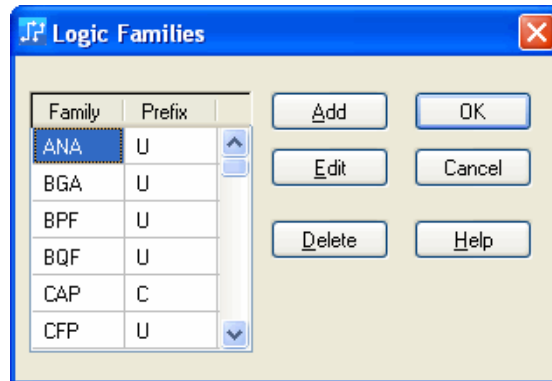 Logic Families
Family Prefix
ANA U
BGA U
BPF U
BQF U
CAP C
CFP U
Add OK
Edit Cancel
Delete Help